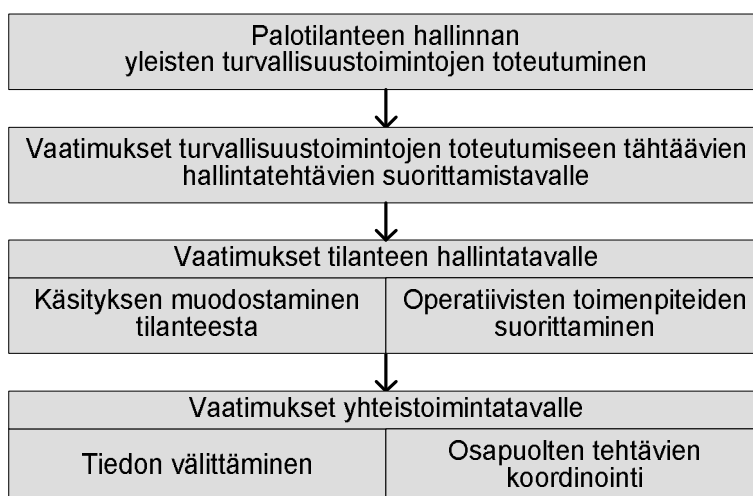 Palotilanteen hallinnan
yleisten turvallisuustoimintojen toteutuminen
Vaatimukset turvallisuustoimintojen toteutumiseen tähtäävien
hallintatehtävien suorittamistavalle
Vaatimukset tilanteen hallintatavalle
Käsityksen muodostaminen
tilanteesta
Operatiivisten toimenpiteiden
suorittaminen
Vaatimukset yhteistoimintatavalle
Tiedon välittäminen
Osapuolten tehtävien
koordinointi